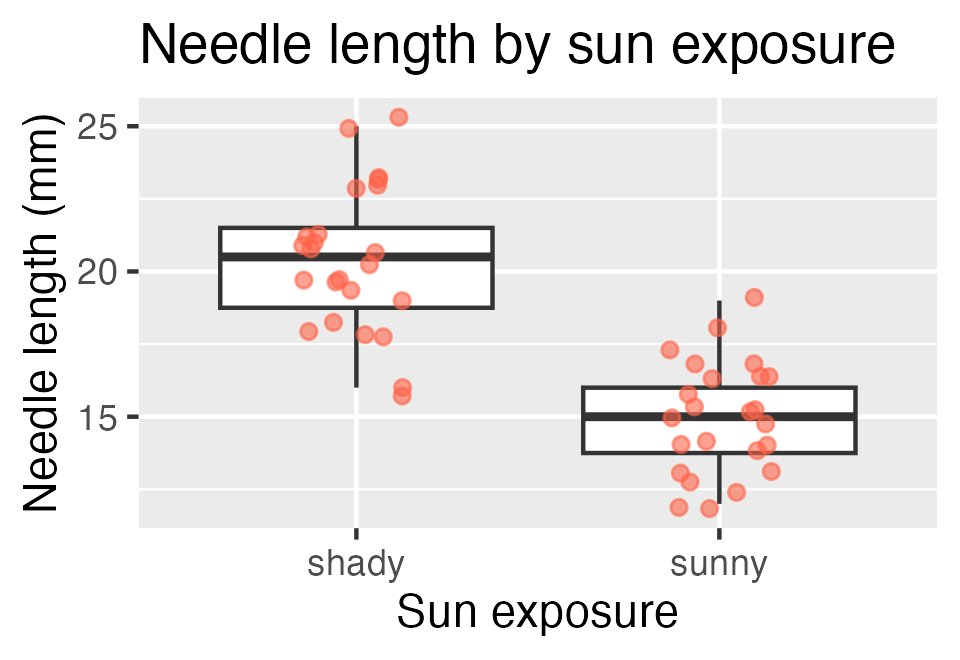 Needle length by sun exposure
Needle length (mm)
25
20
15
shady
sunny
Sun exposure